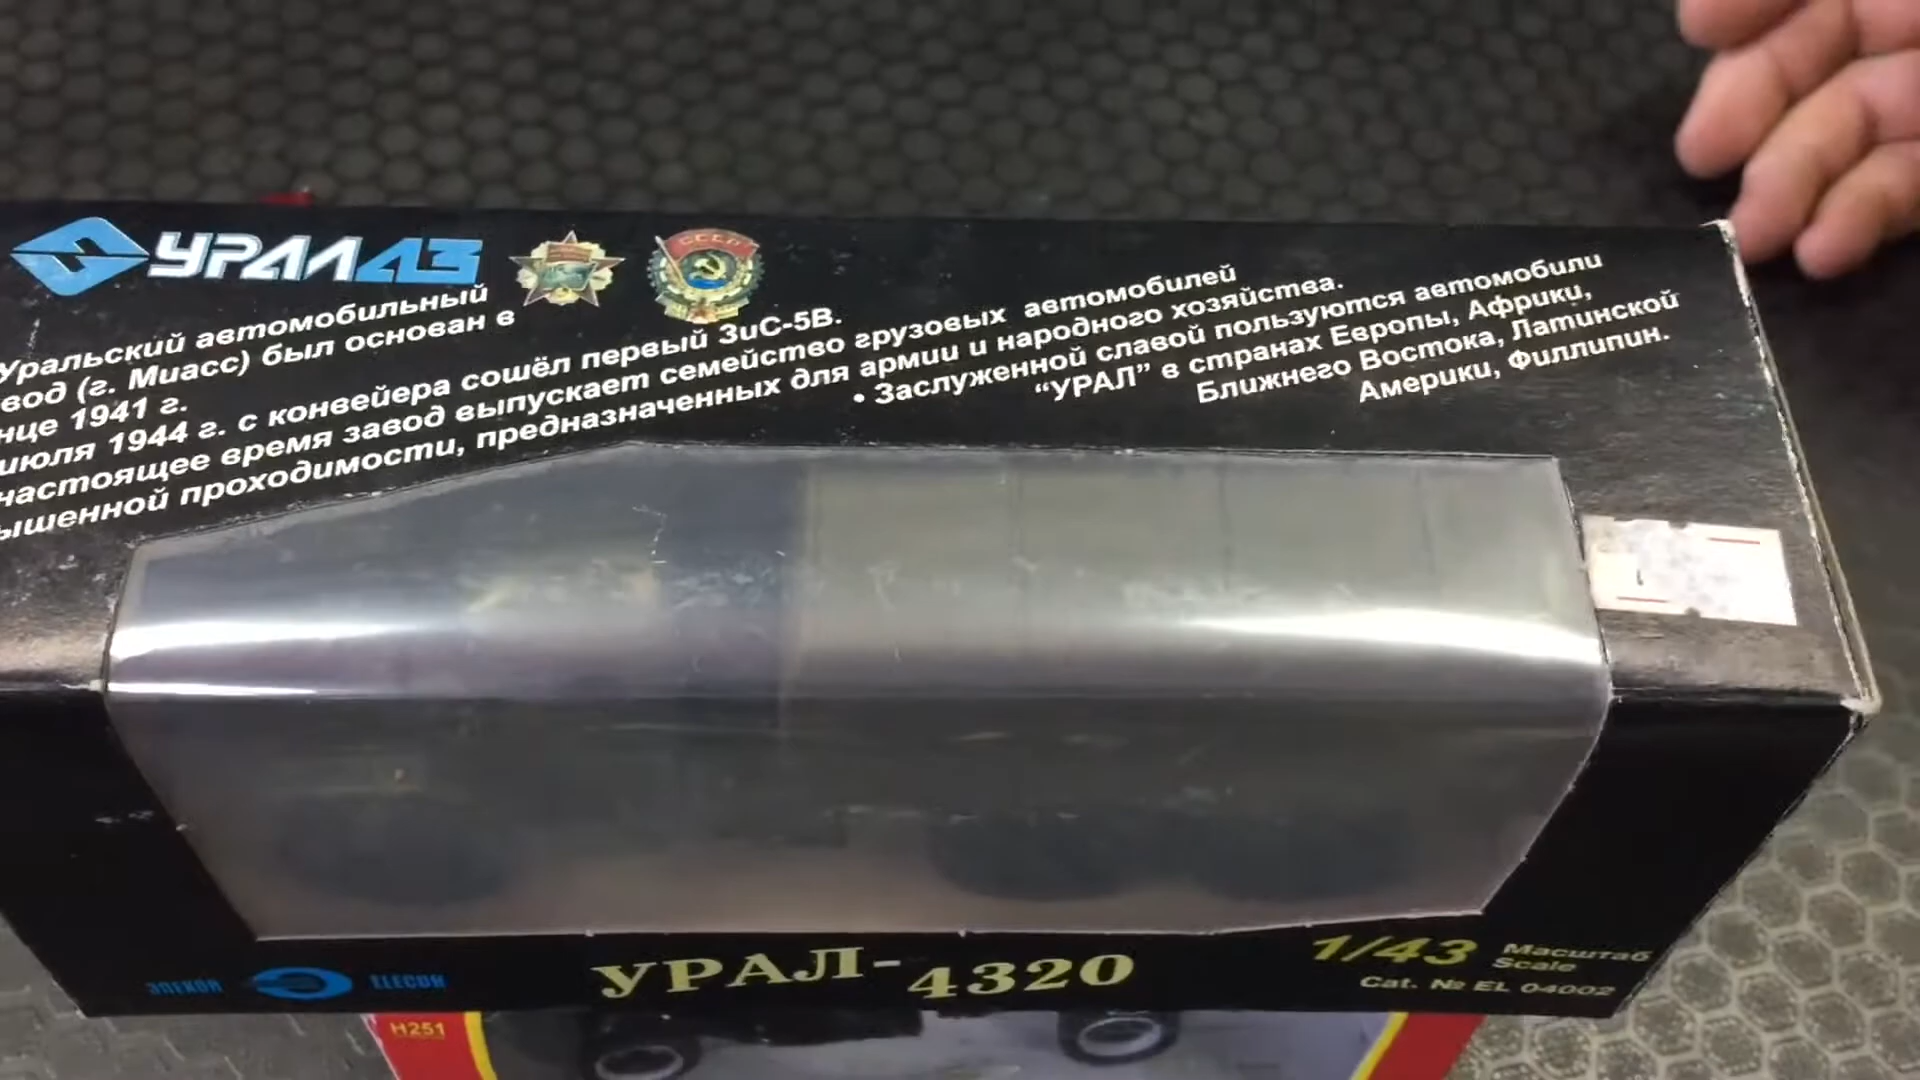 УРАЛАЗ
СССР
Уральский автомобильный
вод (г. Миасс) был основан в
нце 1941 г.
июля 1944 г. с конвейера сошёл первый ЗиС-5В.
настоящее время завод выпускает семейство грузовых автомобилей
ышенной проходимости, предназначенных для армии и народного хозяйства.
• Заслуженной славой пользуются автомобили
“УРАЛ” в странах Европы, Африки,
Ближнего Востока, Латинской
Америки, Филлипин.
ЭЛЕКОН ELECON
УРАЛ-4320
1/43 Масштаб
Scale
Cat. № EL 04002
H251